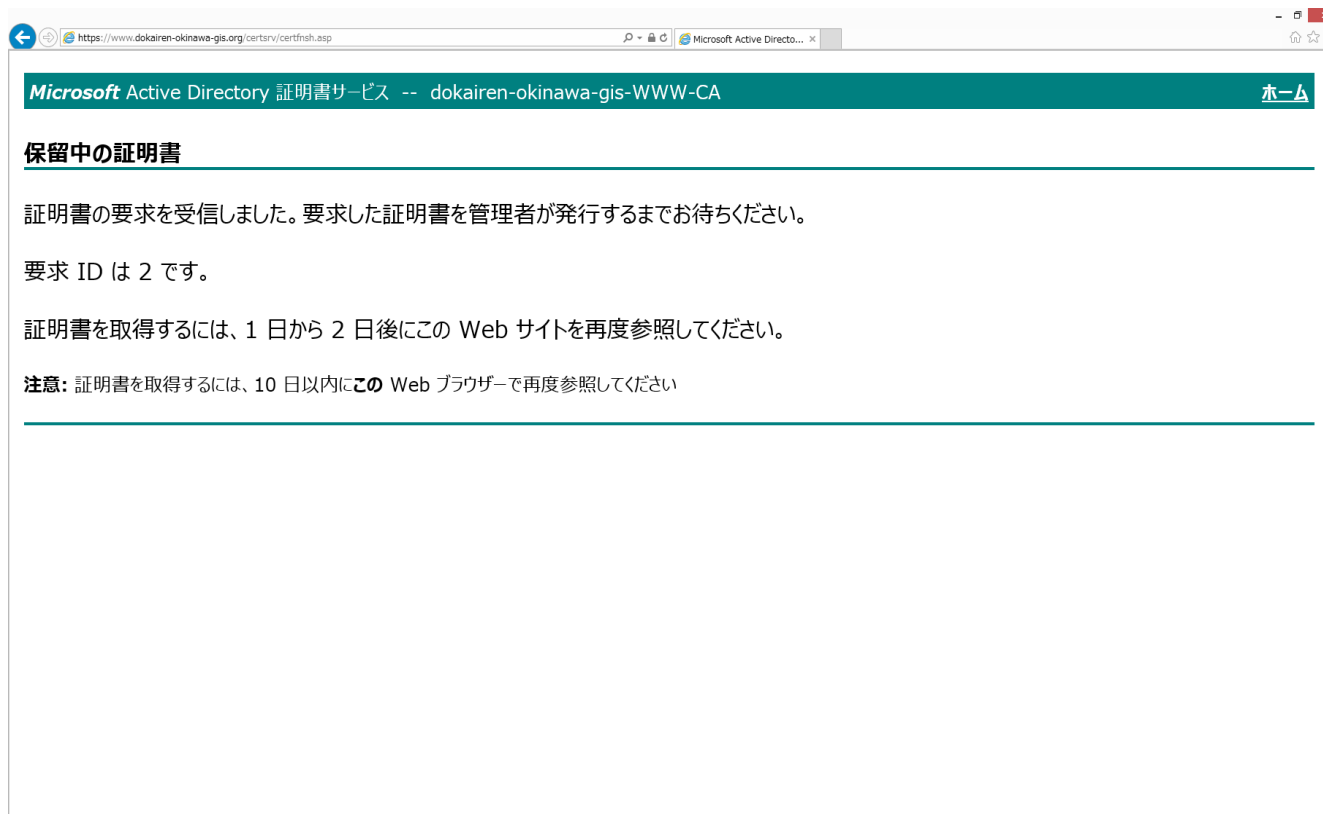 https://www.dokairen-okinawa-gis.org/certsrv/certfnsh.asp
Microsoft Active Directo...
Microsoft Active Directory 証明書サービス -- dokairen-okinawa-gis-WWW-CA ホーム
保留中の証明書
証明書の要求を受信しました。要求した証明書を管理者が発行するまでお待ちください。
要求 ID は 2 です。
証明書を取得するには、1 日から 2 日後にこの Web サイトを再度参照してください。
注意: 証明書を取得するには、10 日以内にこの Web ブラウザーで再度参照してください